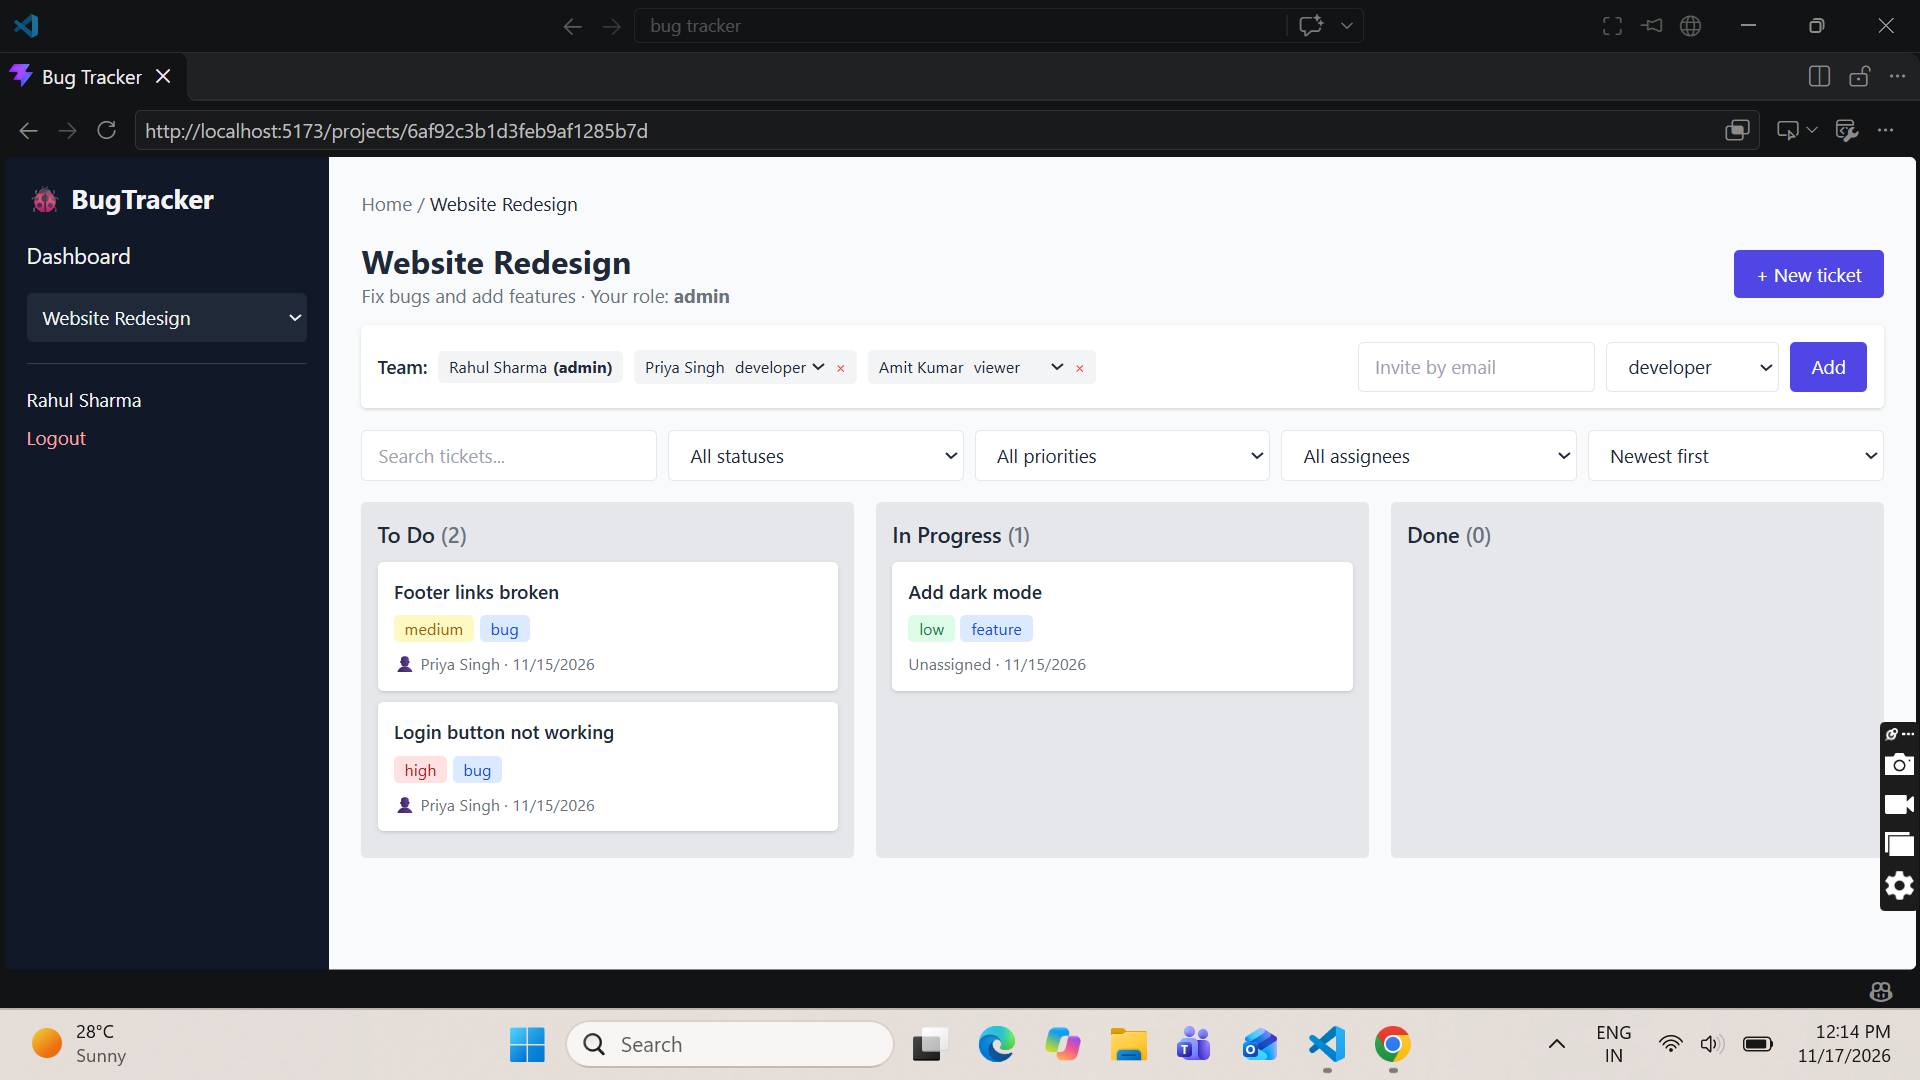 bug tracker
Bug Tracker
http://localhost:5173/projects/6af92c3b1d3feb9af1285b7d
BugTracker
Dashboard
Website Redesign
Rahul Sharma
Logout
Home / Website Redesign
Website Redesign
Fix bugs and add features · Your role: admin
+ New ticket
Team: Rahul Sharma (admin) Priya Singh developer × Amit Kumar viewer × Invite by email developer Add
Search tickets... All statuses All priorities All assignees Newest first
To Do (2)
Footer links broken
medium bug
Priya Singh · 11/15/2026
Login button not working
high bug
Priya Singh · 11/15/2026
In Progress (1)
Add dark mode
low feature
Unassigned · 11/15/2026
Done (0)
28°C
Sunny
Search
ENG
IN
12:14 PM
11/17/2026